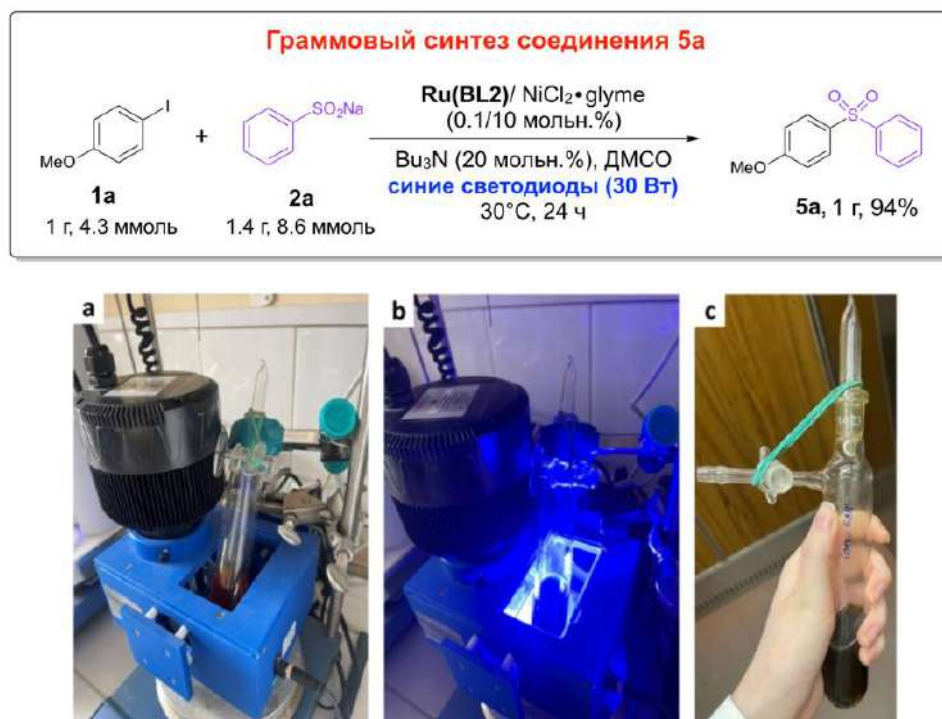 Граммовый синтез соединения 5a
I
MeO
1a
1 г, 4.3 ммоль
+
SO₂Na
2a
1.4 г, 8.6 ммоль
Ru(BL2)/ NiCl₂•glyme
(0.1/10 мольн.%)
Bu₃N (20 мольн.%), ДМСО
синие светодиоды (30 Вт)
30°C, 24 ч
O O
S
MeO
5a, 1 г, 94%
a
b
c